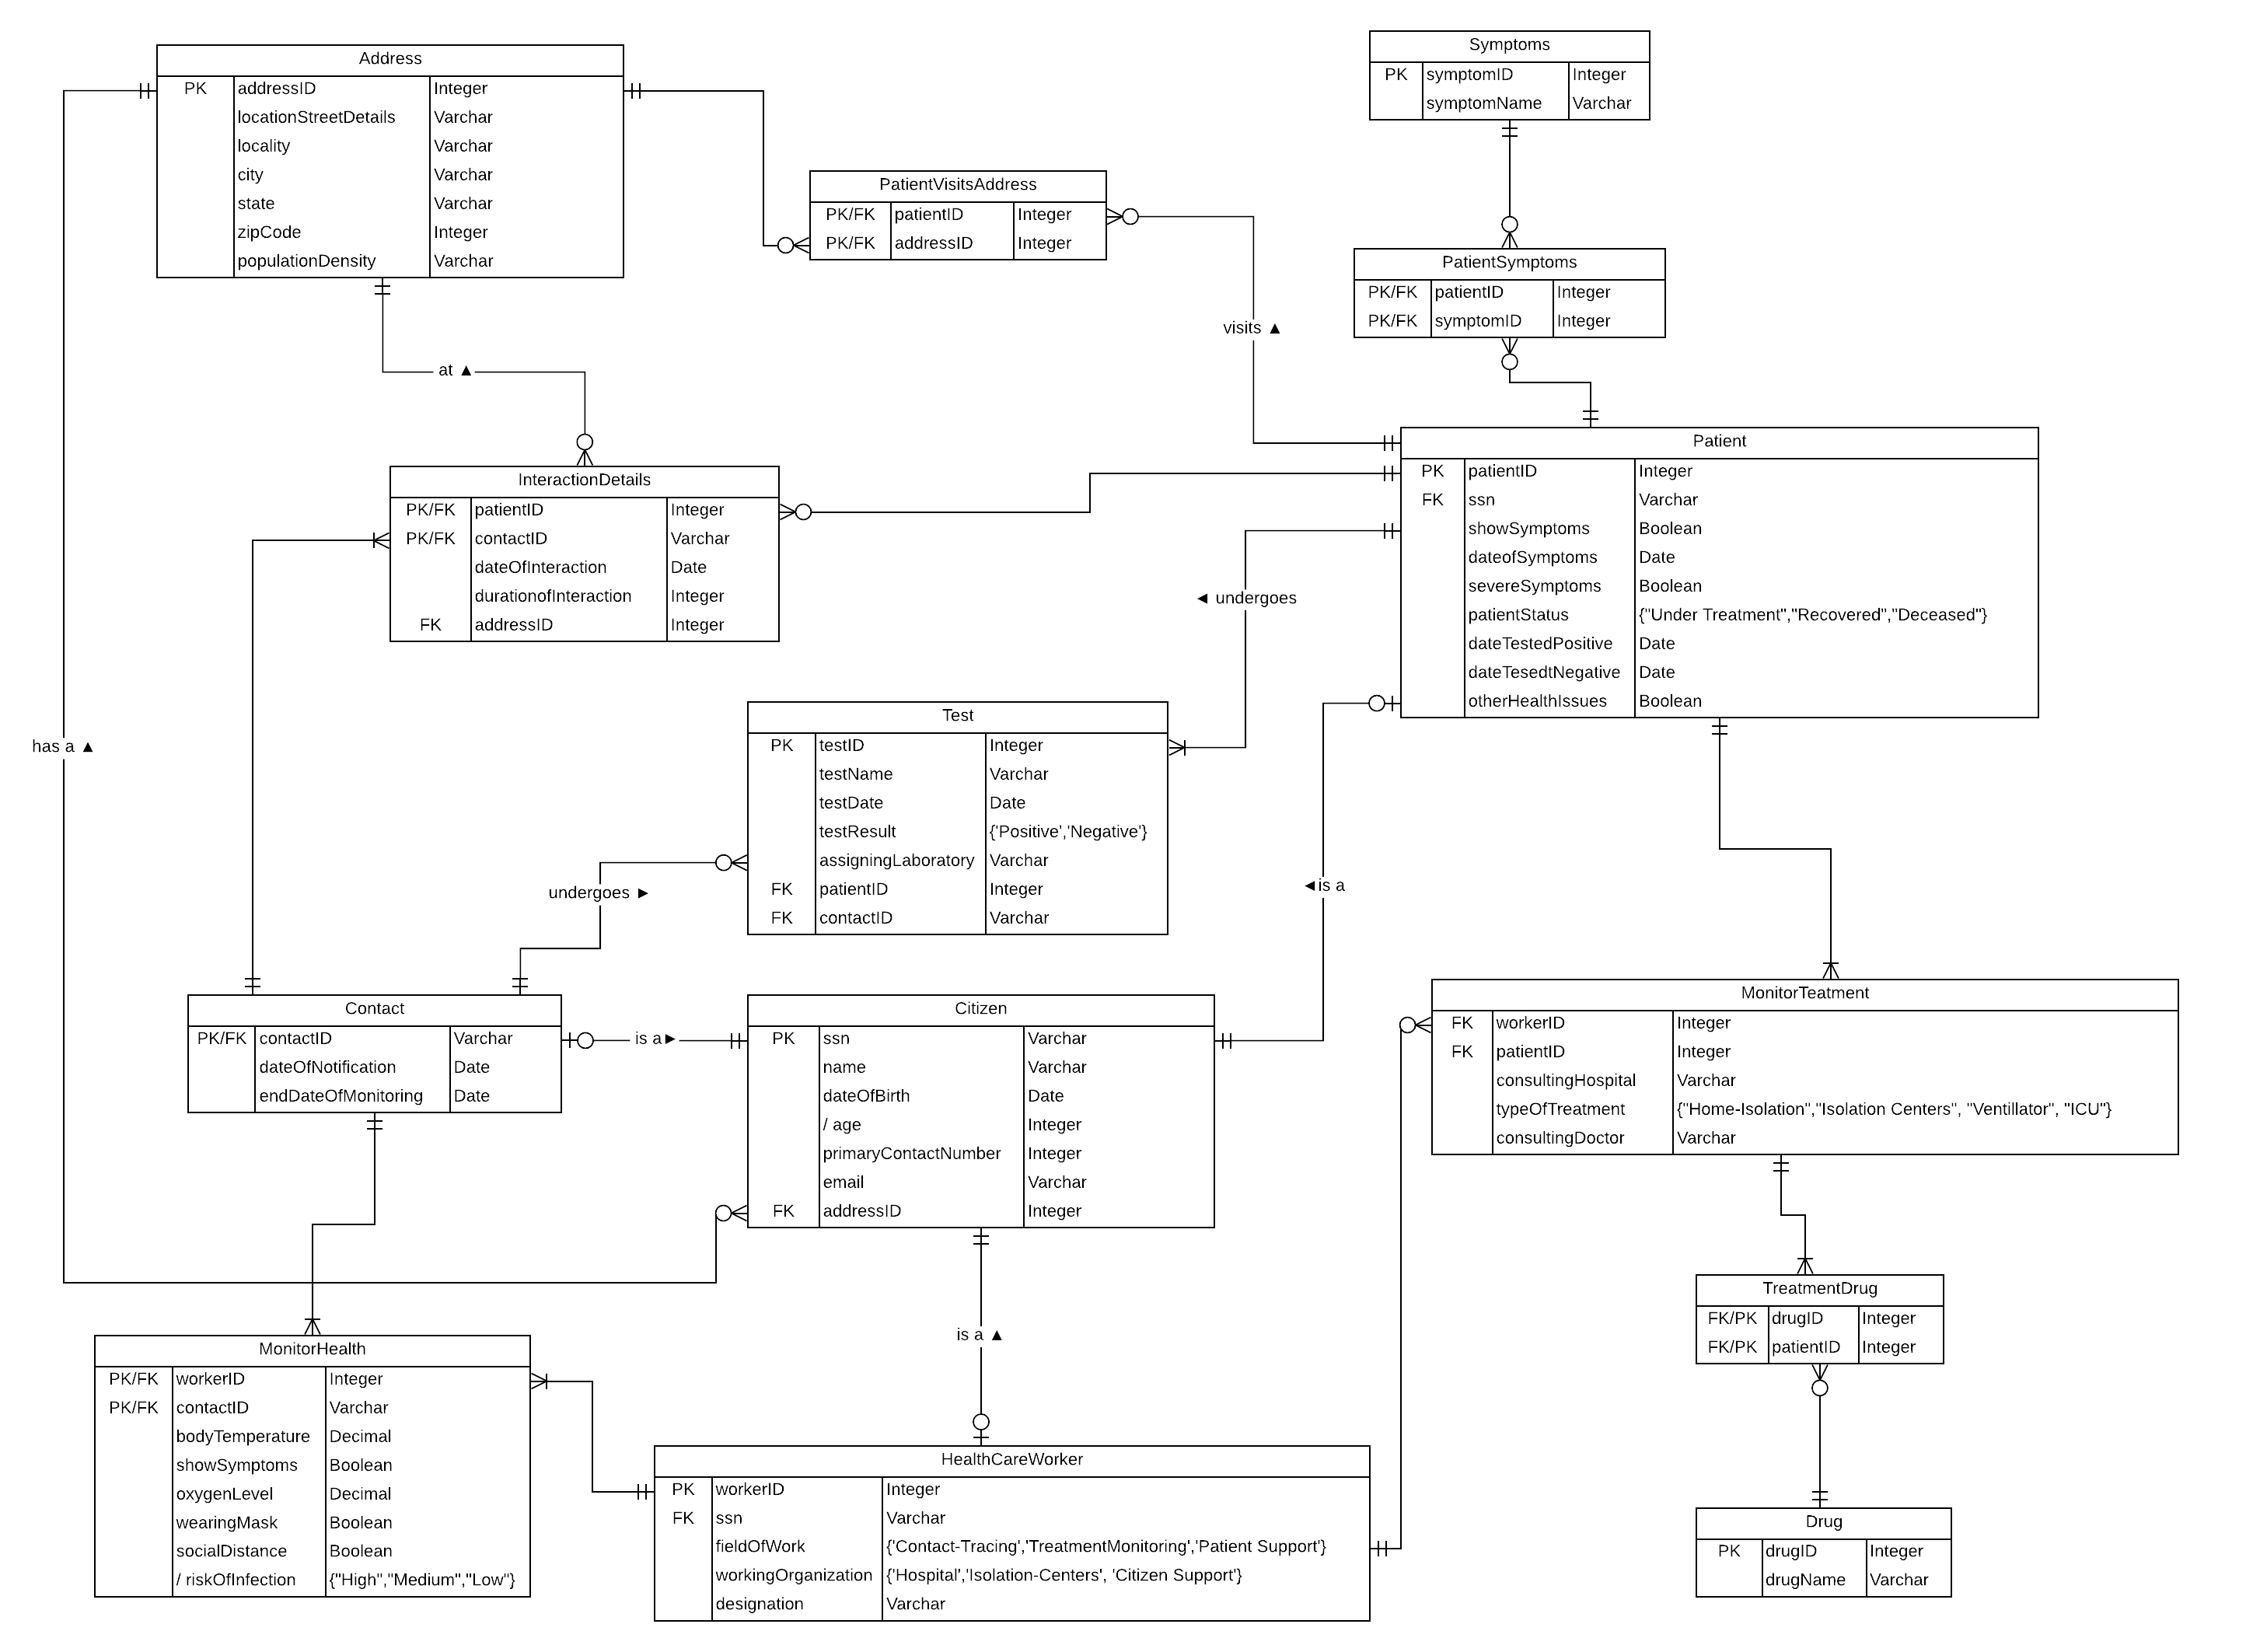 Address
PK addressID Integer
locationStreetDetails Varchar
locality Varchar
city Varchar
state Varchar
zipCode Integer
populationDensity Varchar
Symptoms
PK symptomID Integer
symptomName Varchar
PatientVisitsAddress
PK/FK patientID Integer
PK/FK addressID Integer
PatientSymptoms
PK/FK patientID Integer
PK/FK symptomID Integer
visits ▲
at ▲
Patient
PK patientID Integer
FK ssn Varchar
showSymptoms Boolean
dateofSymptoms Date
severeSymptoms Boolean
patientStatus {"Under Treatment","Recovered","Deceased"}
dateTestedPositive Date
dateTesedtNegative Date
otherHealthIssues Boolean
InteractionDetails
PK/FK patientID Integer
PK/FK contactID Varchar
dateOfInteraction Date
durationofInteraction Integer
FK addressID Integer
◄ undergoes
has a ▲
Test
PK testID Integer
testName Varchar
testDate Date
testResult {'Positive','Negative'}
assigningLaboratory Varchar
FK patientID Integer
FK contactID Varchar
undergoes ►
◄is a
Contact
PK/FK contactID Varchar
dateOfNotification Date
endDateOfMonitoring Date
is a►
Citizen
PK ssn Varchar
name Varchar
dateOfBirth Date
/ age Integer
primaryContactNumber Integer
email Varchar
FK addressID Integer
MonitorTeatment
FK workerID Integer
FK patientID Integer
consultingHospital Varchar
typeOfTreatment {"Home-Isolation","Isolation Centers", "Ventillator", "ICU"}
consultingDoctor Varchar
TreatmentDrug
FK/PK drugID Integer
FK/PK patientID Integer
is a ▲
MonitorHealth
PK/FK workerID Integer
PK/FK contactID Varchar
bodyTemperature Decimal
showSymptoms Boolean
oxygenLevel Decimal
wearingMask Boolean
socialDistance Boolean
/ riskOfInfection {"High","Medium","Low"}
HealthCareWorker
PK workerID Integer
FK ssn Varchar
fieldOfWork {'Contact-Tracing','TreatmentMonitoring','Patient Support'}
workingOrganization {'Hospital','Isolation-Centers', 'Citizen Support'}
designation Varchar
Drug
PK drugID Integer
drugName Varchar